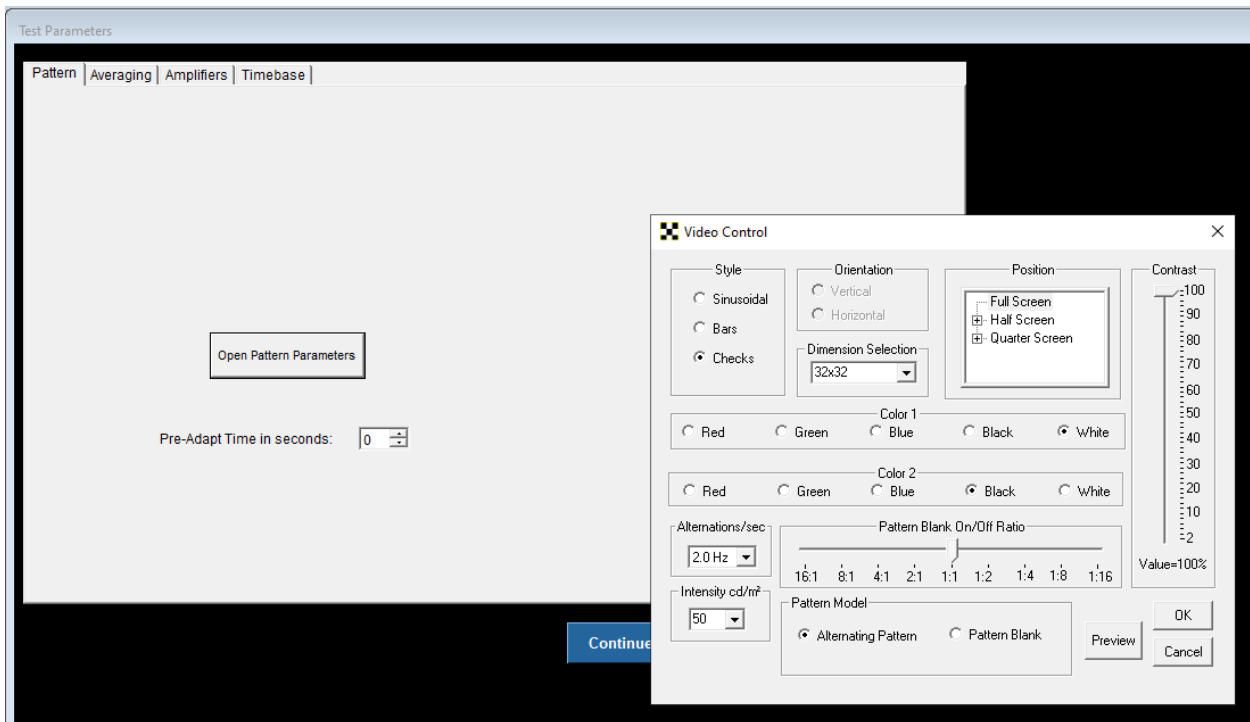 Test Parameters
Pattern Averaging Amplifiers Timebase
Open Pattern Parameters
Pre-Adapt Time in seconds: 0
Continue
Video Control
Style
Sinusoidal
Bars
Checks
Orientation
Vertical
Horizontal
Dimension Selection
32x32
Position
Full Screen
Half Screen
Quarter Screen
Contrast
100
90
80
70
60
50
40
30
20
10
2
Value=100%
Color 1
Red Green Blue Black White
Color 2
Red Green Blue Black White
Alternations/sec
2.0 Hz
Pattern Blank On/Off Ratio
16:1 8:1 4:1 2:1 1:1 1:2 1:4 1:8 1:16
Intensity cd/m²
50
Pattern Model
Alternating Pattern Pattern Blank
Preview
OK
Cancel